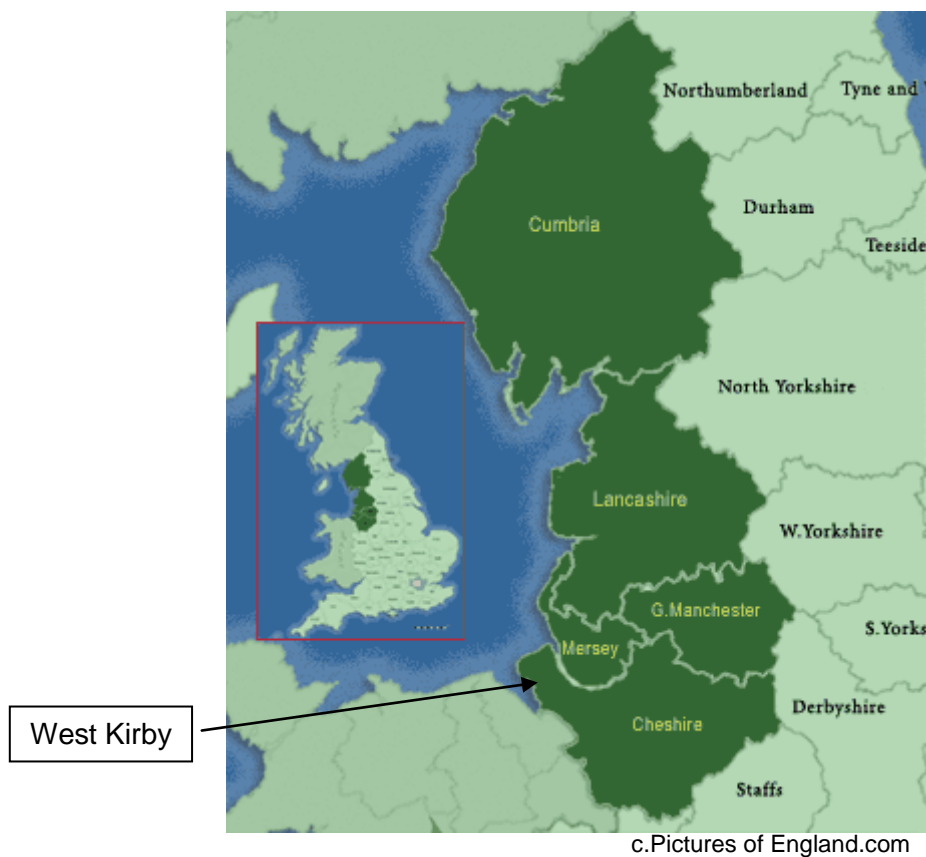 Northumberland
Tyne and
Durham
Teeside
Cumbria
North Yorkshire
Lancashire
W.Yorkshire
G.Manchester
S.Yorks
Mersey
Derbyshire
Cheshire
West Kirby
Staffs
c.Pictures of England.com